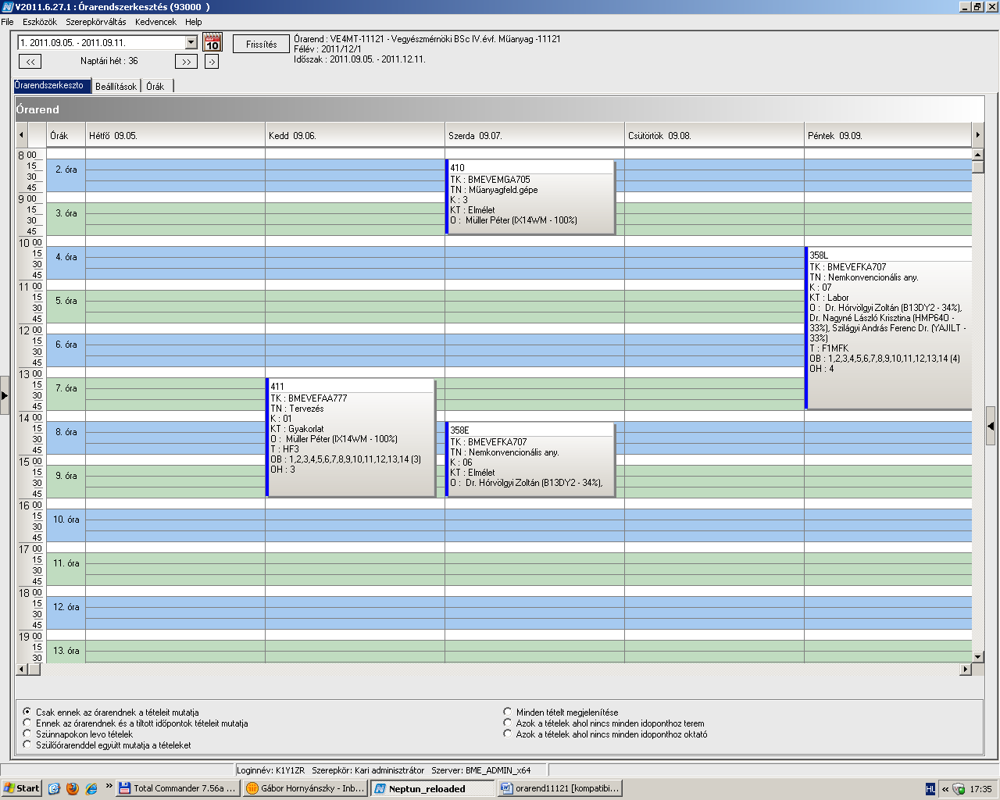 V2011.6.27.1 : Órarendszerkesztés (93000 )
File Eszközök Szerepkörváltás Kedvencek Help
1. 2011.09.05. - 2011.09.11.
10
Frissítés
Órarend : VE4MT-11121 - Vegyészmérnöki BSc IV.évf. Műanyag -11121
Félév : 2011/12/1
Időszak : 2011.09.05. - 2011.12.11.
<< Naptári hét : 36 >> ->
Órarendszerkeszto Beállítások Órák
Órarend
Órák Hétfő 09.05. Kedd 09.06. Szerda 09.07. Csütörtök 09.08. Péntek 09.09.
8 00
15
30
45
2. óra
9 00
15
30
45
3. óra
10 00
15
30
45
4. óra
11 00
15
30
45
5. óra
12 00
15
30
45
6. óra
13 00
15
30
45
7. óra
14 00
15
30
45
8. óra
15 00
15
30
45
9. óra
16 00
15
30
45
10. óra
17 00
15
30
45
11. óra
18 00
15
30
45
12. óra
19 00
15
30
13. óra
411
TK : BMEVEFAA777
TN : Tervezés
K : 01
KT : Gyakorlat
O : Müller Péter (IX14WM - 100%)
T : HF3
OB : 1,2,3,4,5,6,7,8,9,10,11,12,13,14 (3)
OH : 3
410
TK : BMEVEMGA705
TN : Műanyagfeld.gépe
K : 3
KT : Elmélet
O : Müller Péter (IX14WM - 100%)
358E
TK : BMEVEFKA707
TN : Nemkonvencionális any.
K : 06
KT : Elmélet
O : Dr. Hórvölgyi Zoltán (B13DY2 - 34%),
358L
TK : BMEVEFKA707
TN : Nemkonvencionális any.
K : 07
KT : Labor
O : Dr. Hórvölgyi Zoltán (B13DY2 - 34%),
Dr. Nagyné László Krisztina (HMP64O -
33%), Szilágyi András Ferenc Dr. (YAJILT -
33%)
T : F1MFK
OB : 1,2,3,4,5,6,7,8,9,10,11,12,13,14 (4)
OH : 4
Csak ennek az órarendnek a tételeit mutatja
Ennek az órarendnek és a tiltott időpontok tételeit mutatja
Szünnapokon levo tételek
Szülőórarenddel együtt mutatja a tételeket
Minden tételt megjelenítése
Azok a tételek ahol nincs minden idoponthoz terem
Azok a tételek ahol nincs minden idoponthoz oktató
Loginnév: K1Y1ZR Szerepkör: Kari adminisztrátor Szerver: BME_ADMIN_x64
Start
»
Total Commander 7.56a ...
Gábor Hornyánszky - Inb...
Neptun_reloaded
orarend11121 [kompatibi...
HU
«
17:35